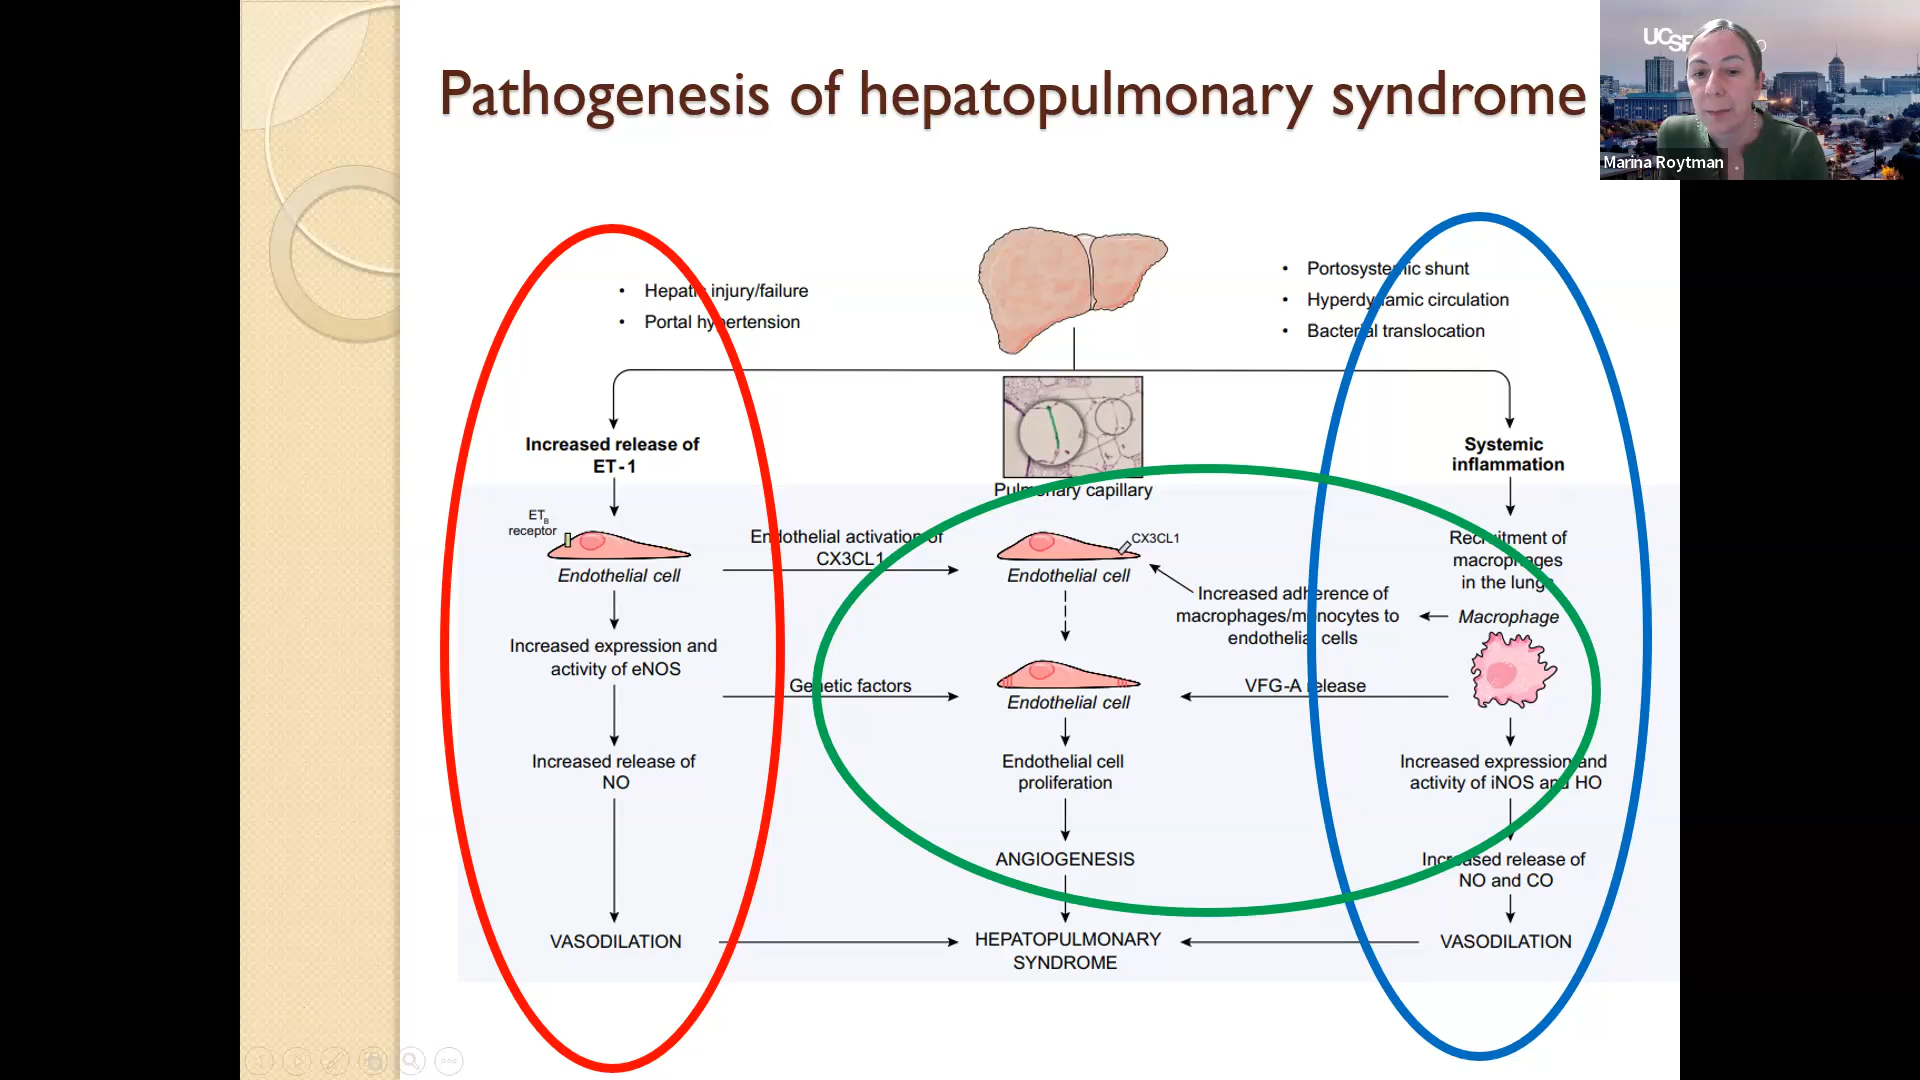 Pathogenesis of hepatopulmonary syndrome
UCSF
Marina Roytman
• Hepatic injury/failure
• Portal hypertension
• Portosystemic shunt
• Hyperdynamic circulation
• Bacterial translocation
Increased release of
ET-1
Pulmonary capillary
Systemic
inflammation
ETB
receptor
Endothelial cell
Endothelial activation of
CX3CL1
CX3CL1
Endothelial cell
Increased adherence of
macrophages/monocytes to
endothelial cells
Recruitment of
macrophages
in the lungs
Macrophage
Increased expression and
activity of eNOS
Genetic factors
Endothelial cell
VFG-A release
Increased release of
NO
Endothelial cell
proliferation
Increased expression and
activity of iNOS and HO
ANGIOGENESIS
Increased release of
NO and CO
VASODILATION
HEPATOPULMONARY
SYNDROME
VASODILATION